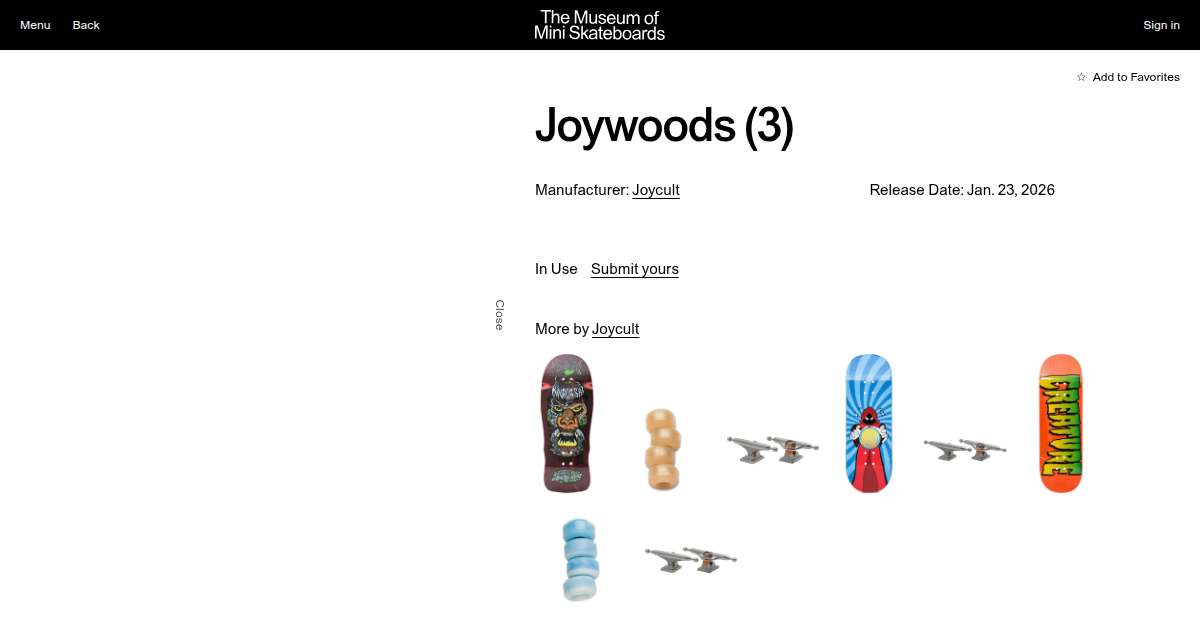 Menu
Back
The Museum of
Mini Skateboards
Sign in
☆ Add to Favorites
Joywoods (3)
Manufacturer: Joycult
Release Date: Jan. 23, 2026
In Use
Submit yours
Close
More by Joycult
CREATURE